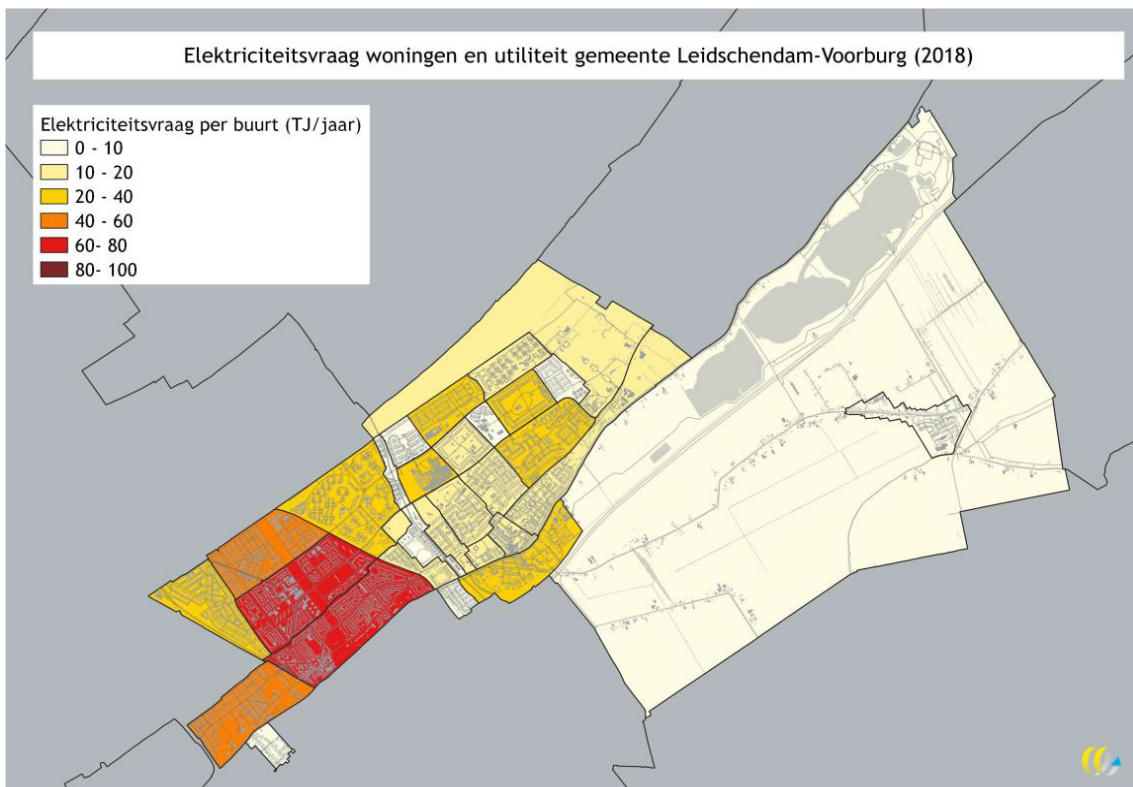 Elektriciteitsvraag woningen en utiliteit gemeente Leidschendam-Voorburg (2018)
Elektriciteitsvraag per buurt (TJ/jaar)
0 - 10
10 - 20
20 - 40
40 - 60
60- 80
80- 100